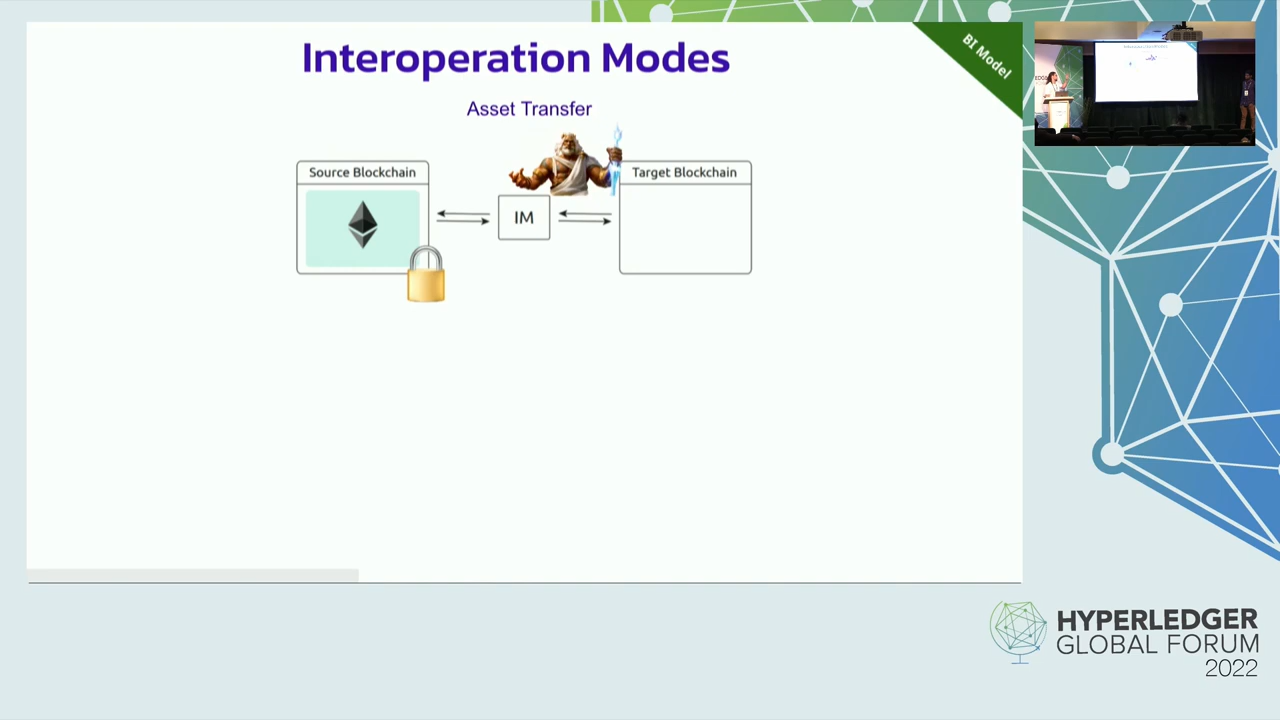 Interoperation Modes
BI Model
Asset Transfer
Source Blockchain
Target Blockchain
IM
HYPERLEDGER
GLOBAL FORUM
2022